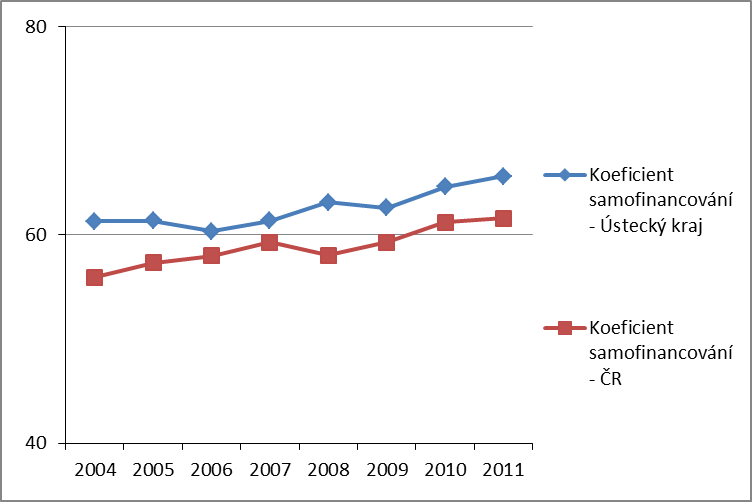 80
60
40
2004 2005 2006 2007 2008 2009 2010 2011
Koeficient
samofinancování
- Ústecký kraj
Koeficient
samofinancování
- ČR